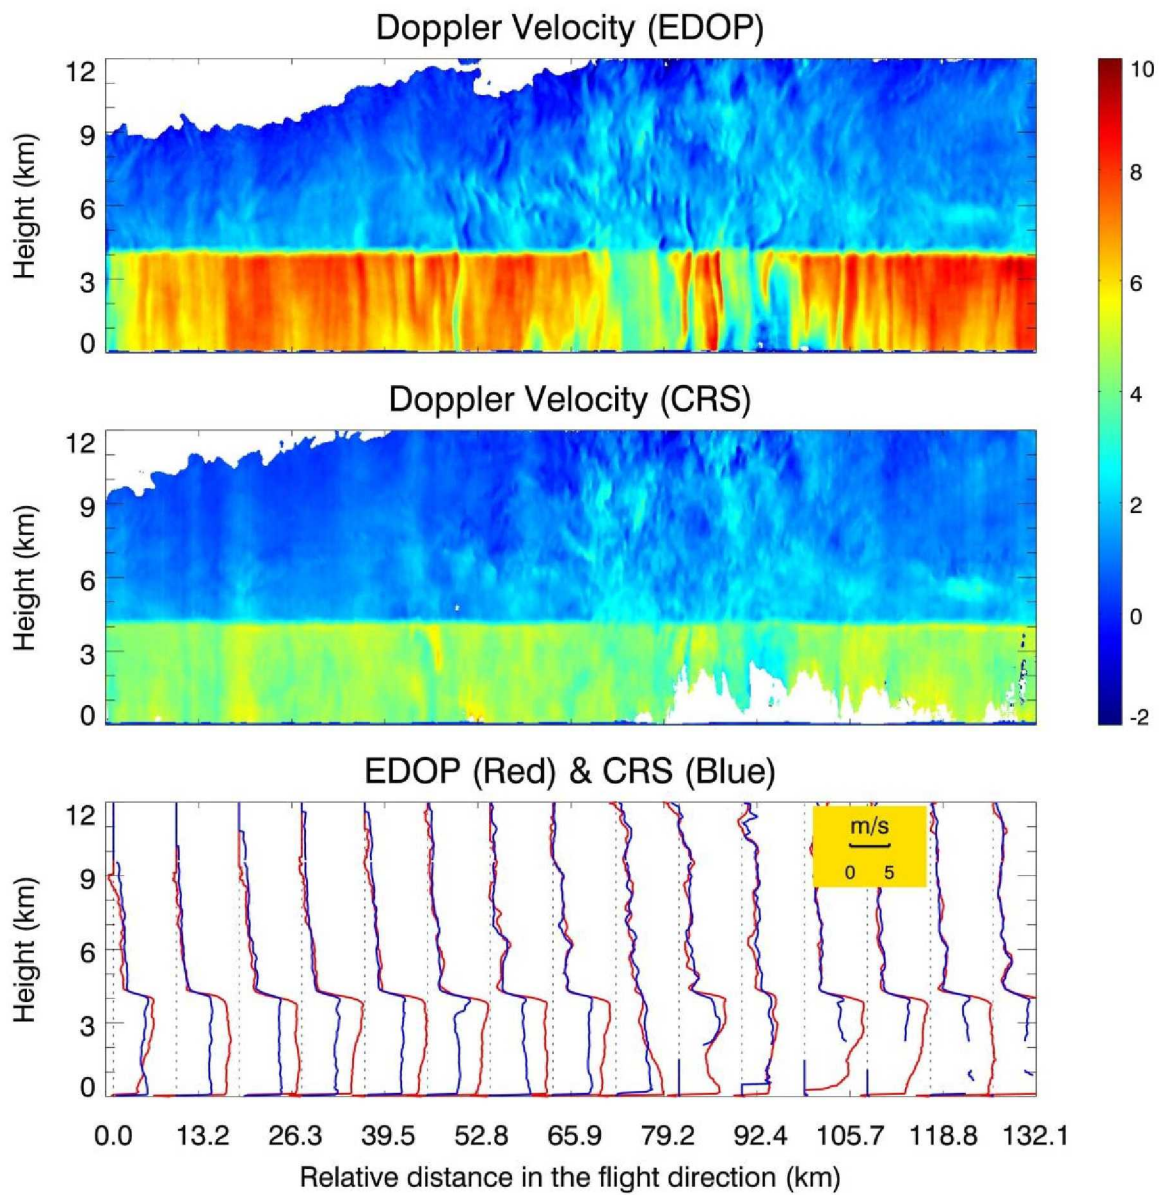 Doppler Velocity (EDOP)
12
9
6
3
0
Height (km)
10
8
6
4
2
0
-2
Doppler Velocity (CRS)
12
9
6
3
0
Height (km)
EDOP (Red) & CRS (Blue)
12
9
6
3
0
Height (km)
m/s
0 5
0.0 13.2 26.3 39.5 52.8 65.9 79.2 92.4 105.7 118.8 132.1
Relative distance in the flight direction (km)